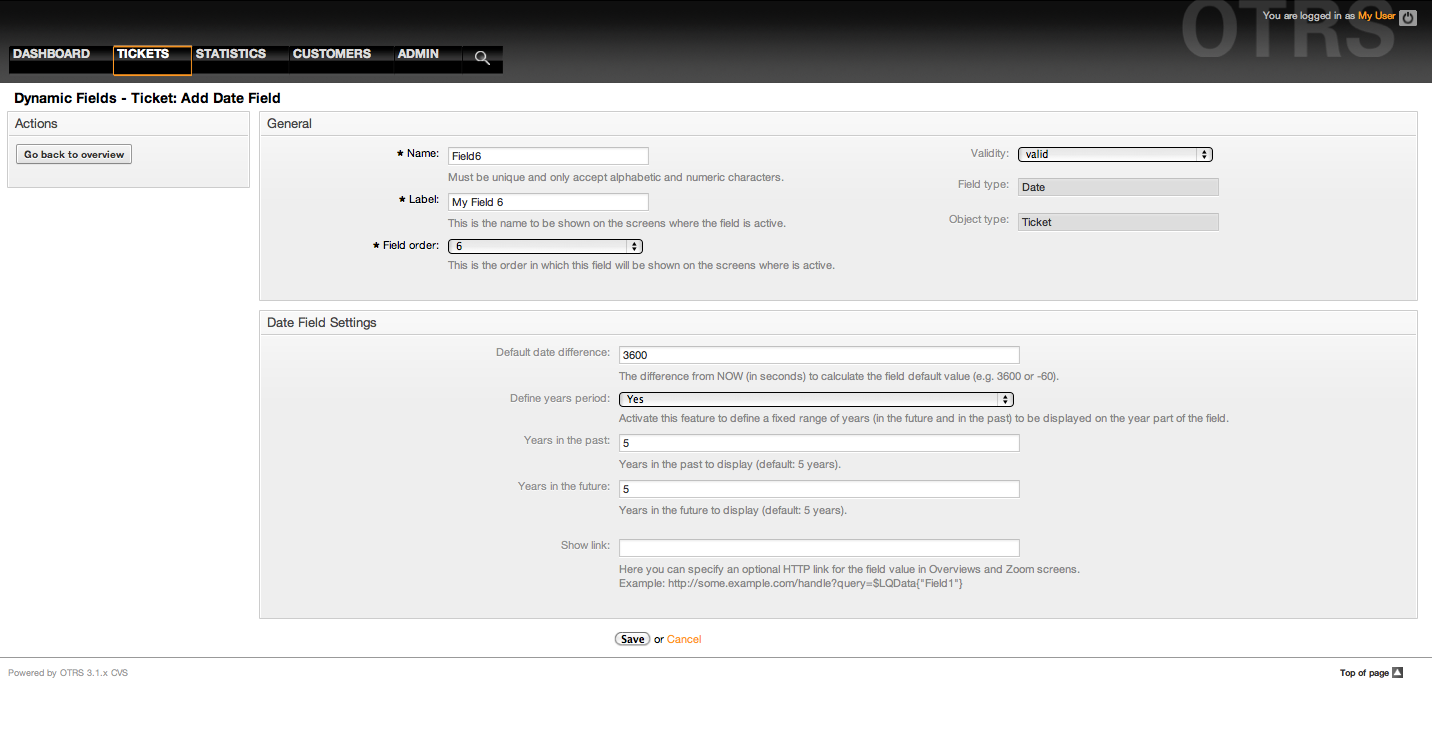 OTRS
You are logged in as My User
DASHBOARD TICKETS STATISTICS CUSTOMERS ADMIN
Dynamic Fields - Ticket: Add Date Field
Actions
Go back to overview
General
* Name: Field6
Must be unique and only accept alphabetic and numeric characters.
* Label: My Field 6
This is the name to be shown on the screens where the field is active.
* Field order: 6
This is the order in which this field will be shown on the screens where is active.
Validity: valid
Field type: Date
Object type: Ticket
Date Field Settings
Default date difference: 3600
The difference from NOW (in seconds) to calculate the field default value (e.g. 3600 or -60).
Define years period: Yes
Activate this feature to define a fixed range of years (in the future and in the past) to be displayed on the year part of the field.
Years in the past: 5
Years in the past to display (default: 5 years).
Years in the future: 5
Years in the future to display (default: 5 years).
Show link:
Here you can specify an optional HTTP link for the field value in Overviews and Zoom screens.
Example: http://some.example.com/handle?query=$LQData{"Field1"}
Save or Cancel
Powered by OTRS 3.1.x CVS
Top of page